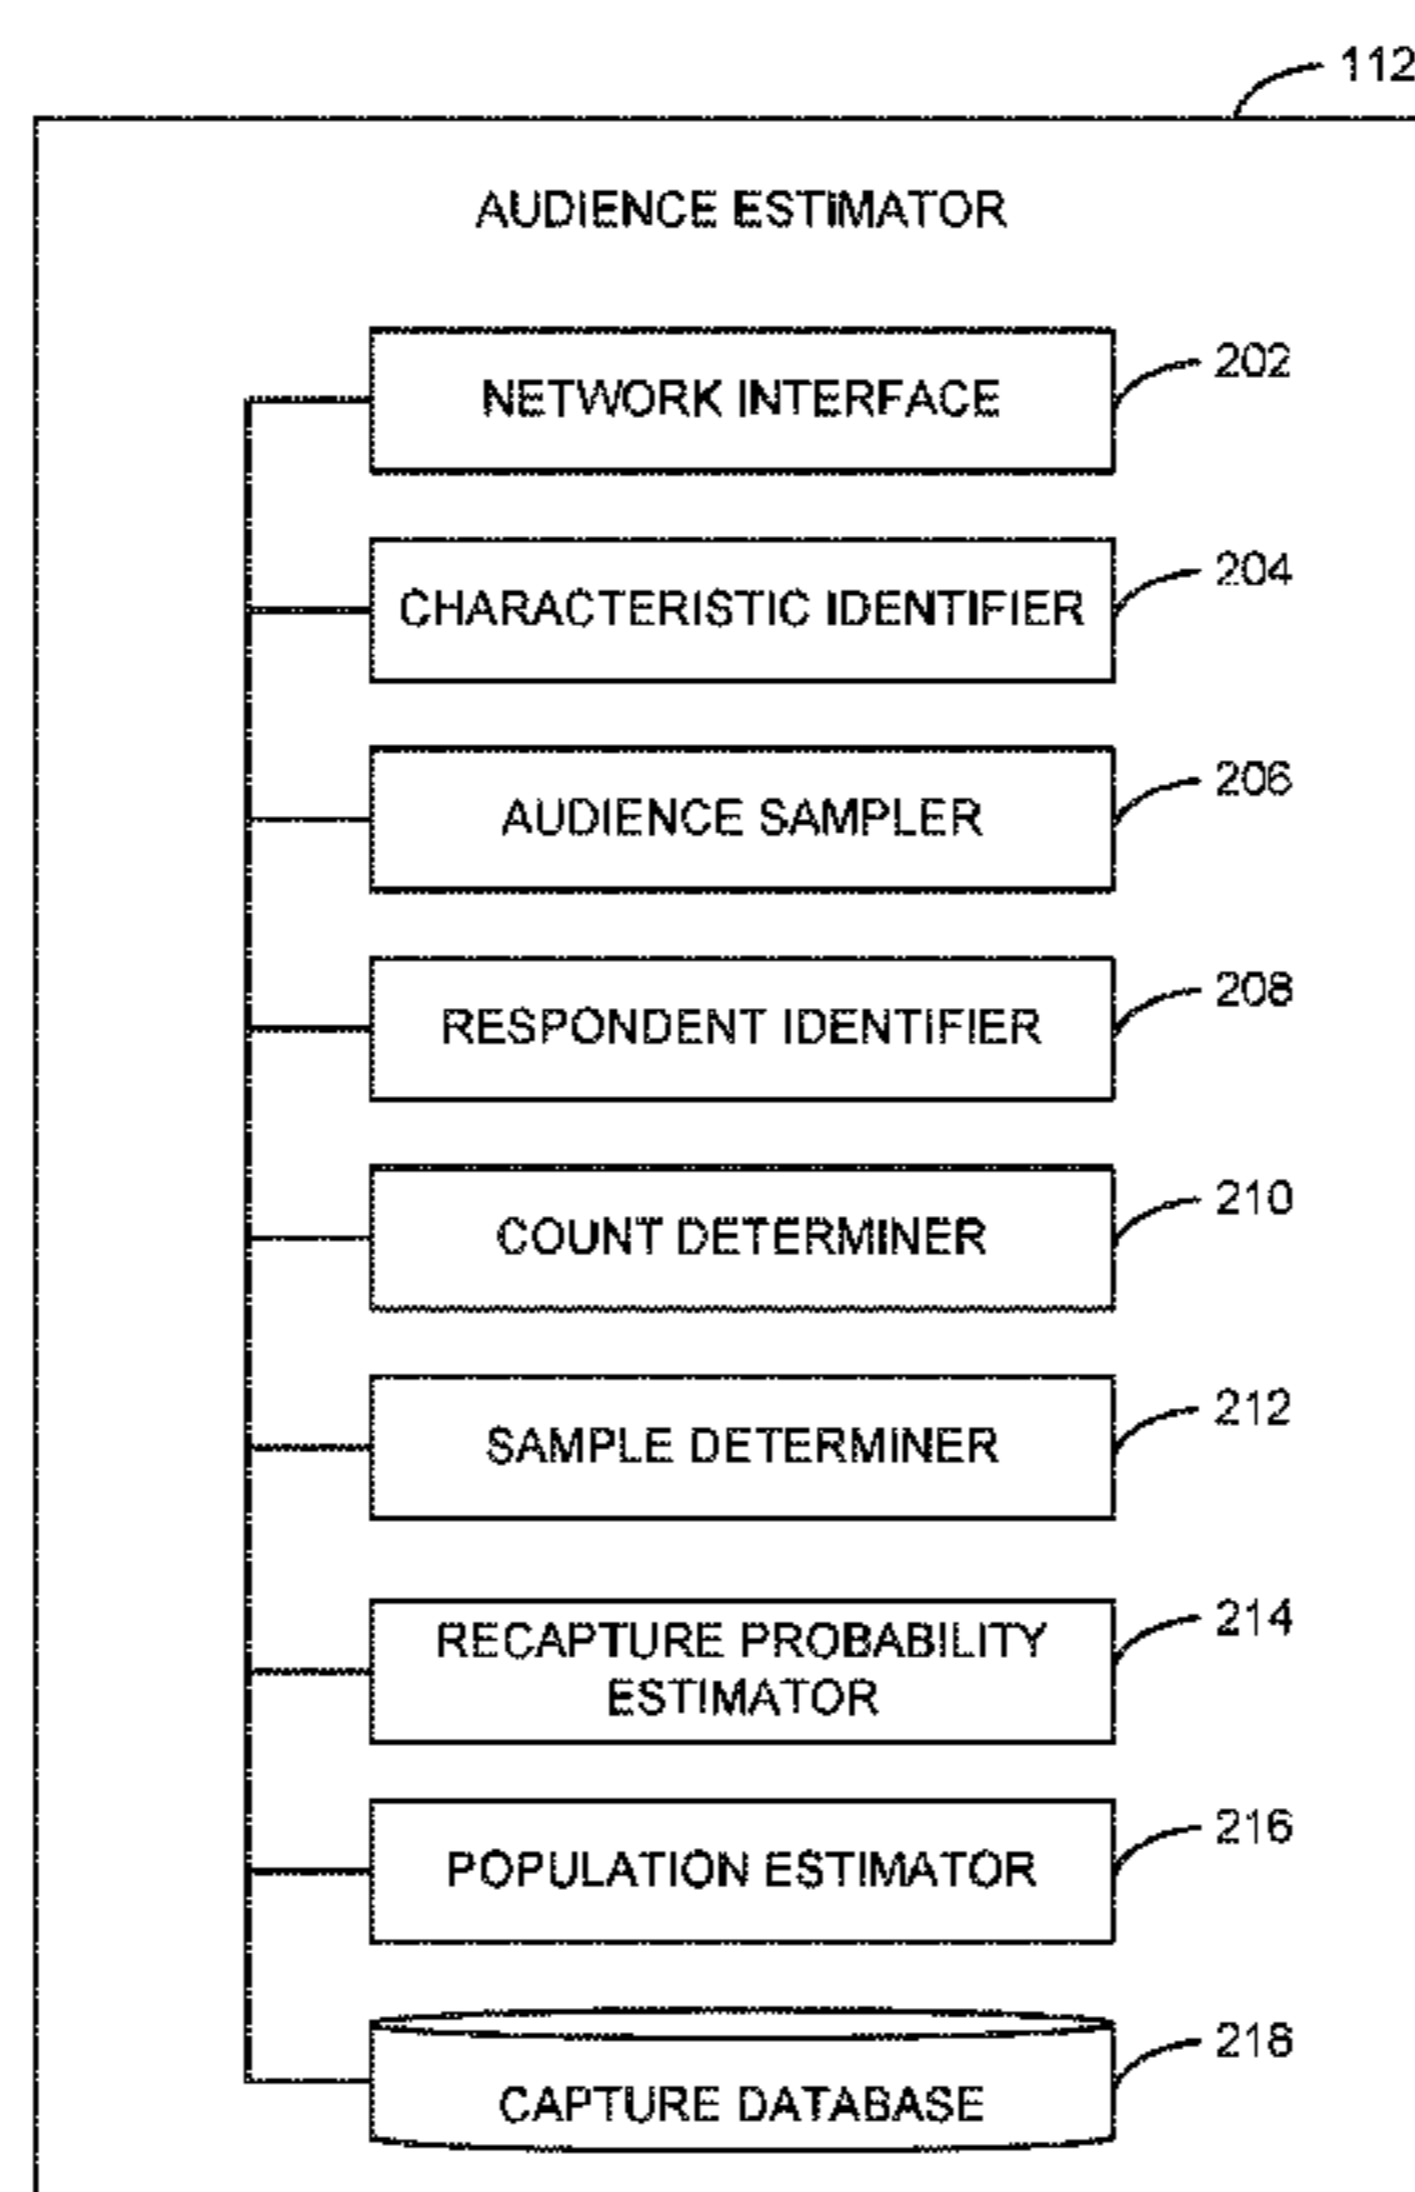 112
AUDIENCE ESTIMATOR
NETWORK INTERFACE
202
CHARACTERISTIC IDENTIFIER
204
AUDIENCE SAMPLER
206
RESPONDENT IDENTIFIER
208
COUNT DETERMINER
210
SAMPLE DETERMINER
212
RECAPTURE PROBABILITY
ESTIMATOR
214
POPULATION ESTIMATOR
216
CAPTURE DATABASE
218